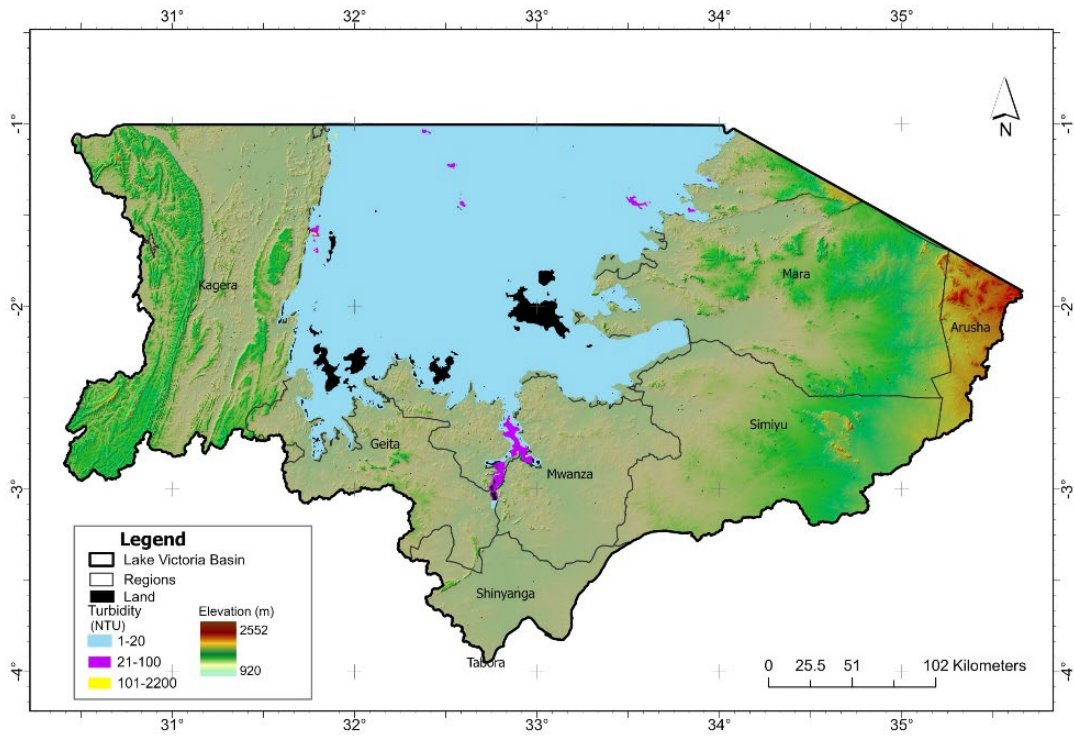 31° 32° 33° 34° 35°
N
-1° -1°
Kagera
Mara
-2° -2°
Arusha
Geita
Simiyu
Mwanza
-3° -3°
Shinyanga
Tabora
-4° -4°
Legend
Lake Victoria Basin
Regions
Land
Turbidity
(NTU)
1-20
21-100
101-2200
Elevation (m)
2552
920
0 25.5 51 102 Kilometers
31° 32° 33° 34° 35°